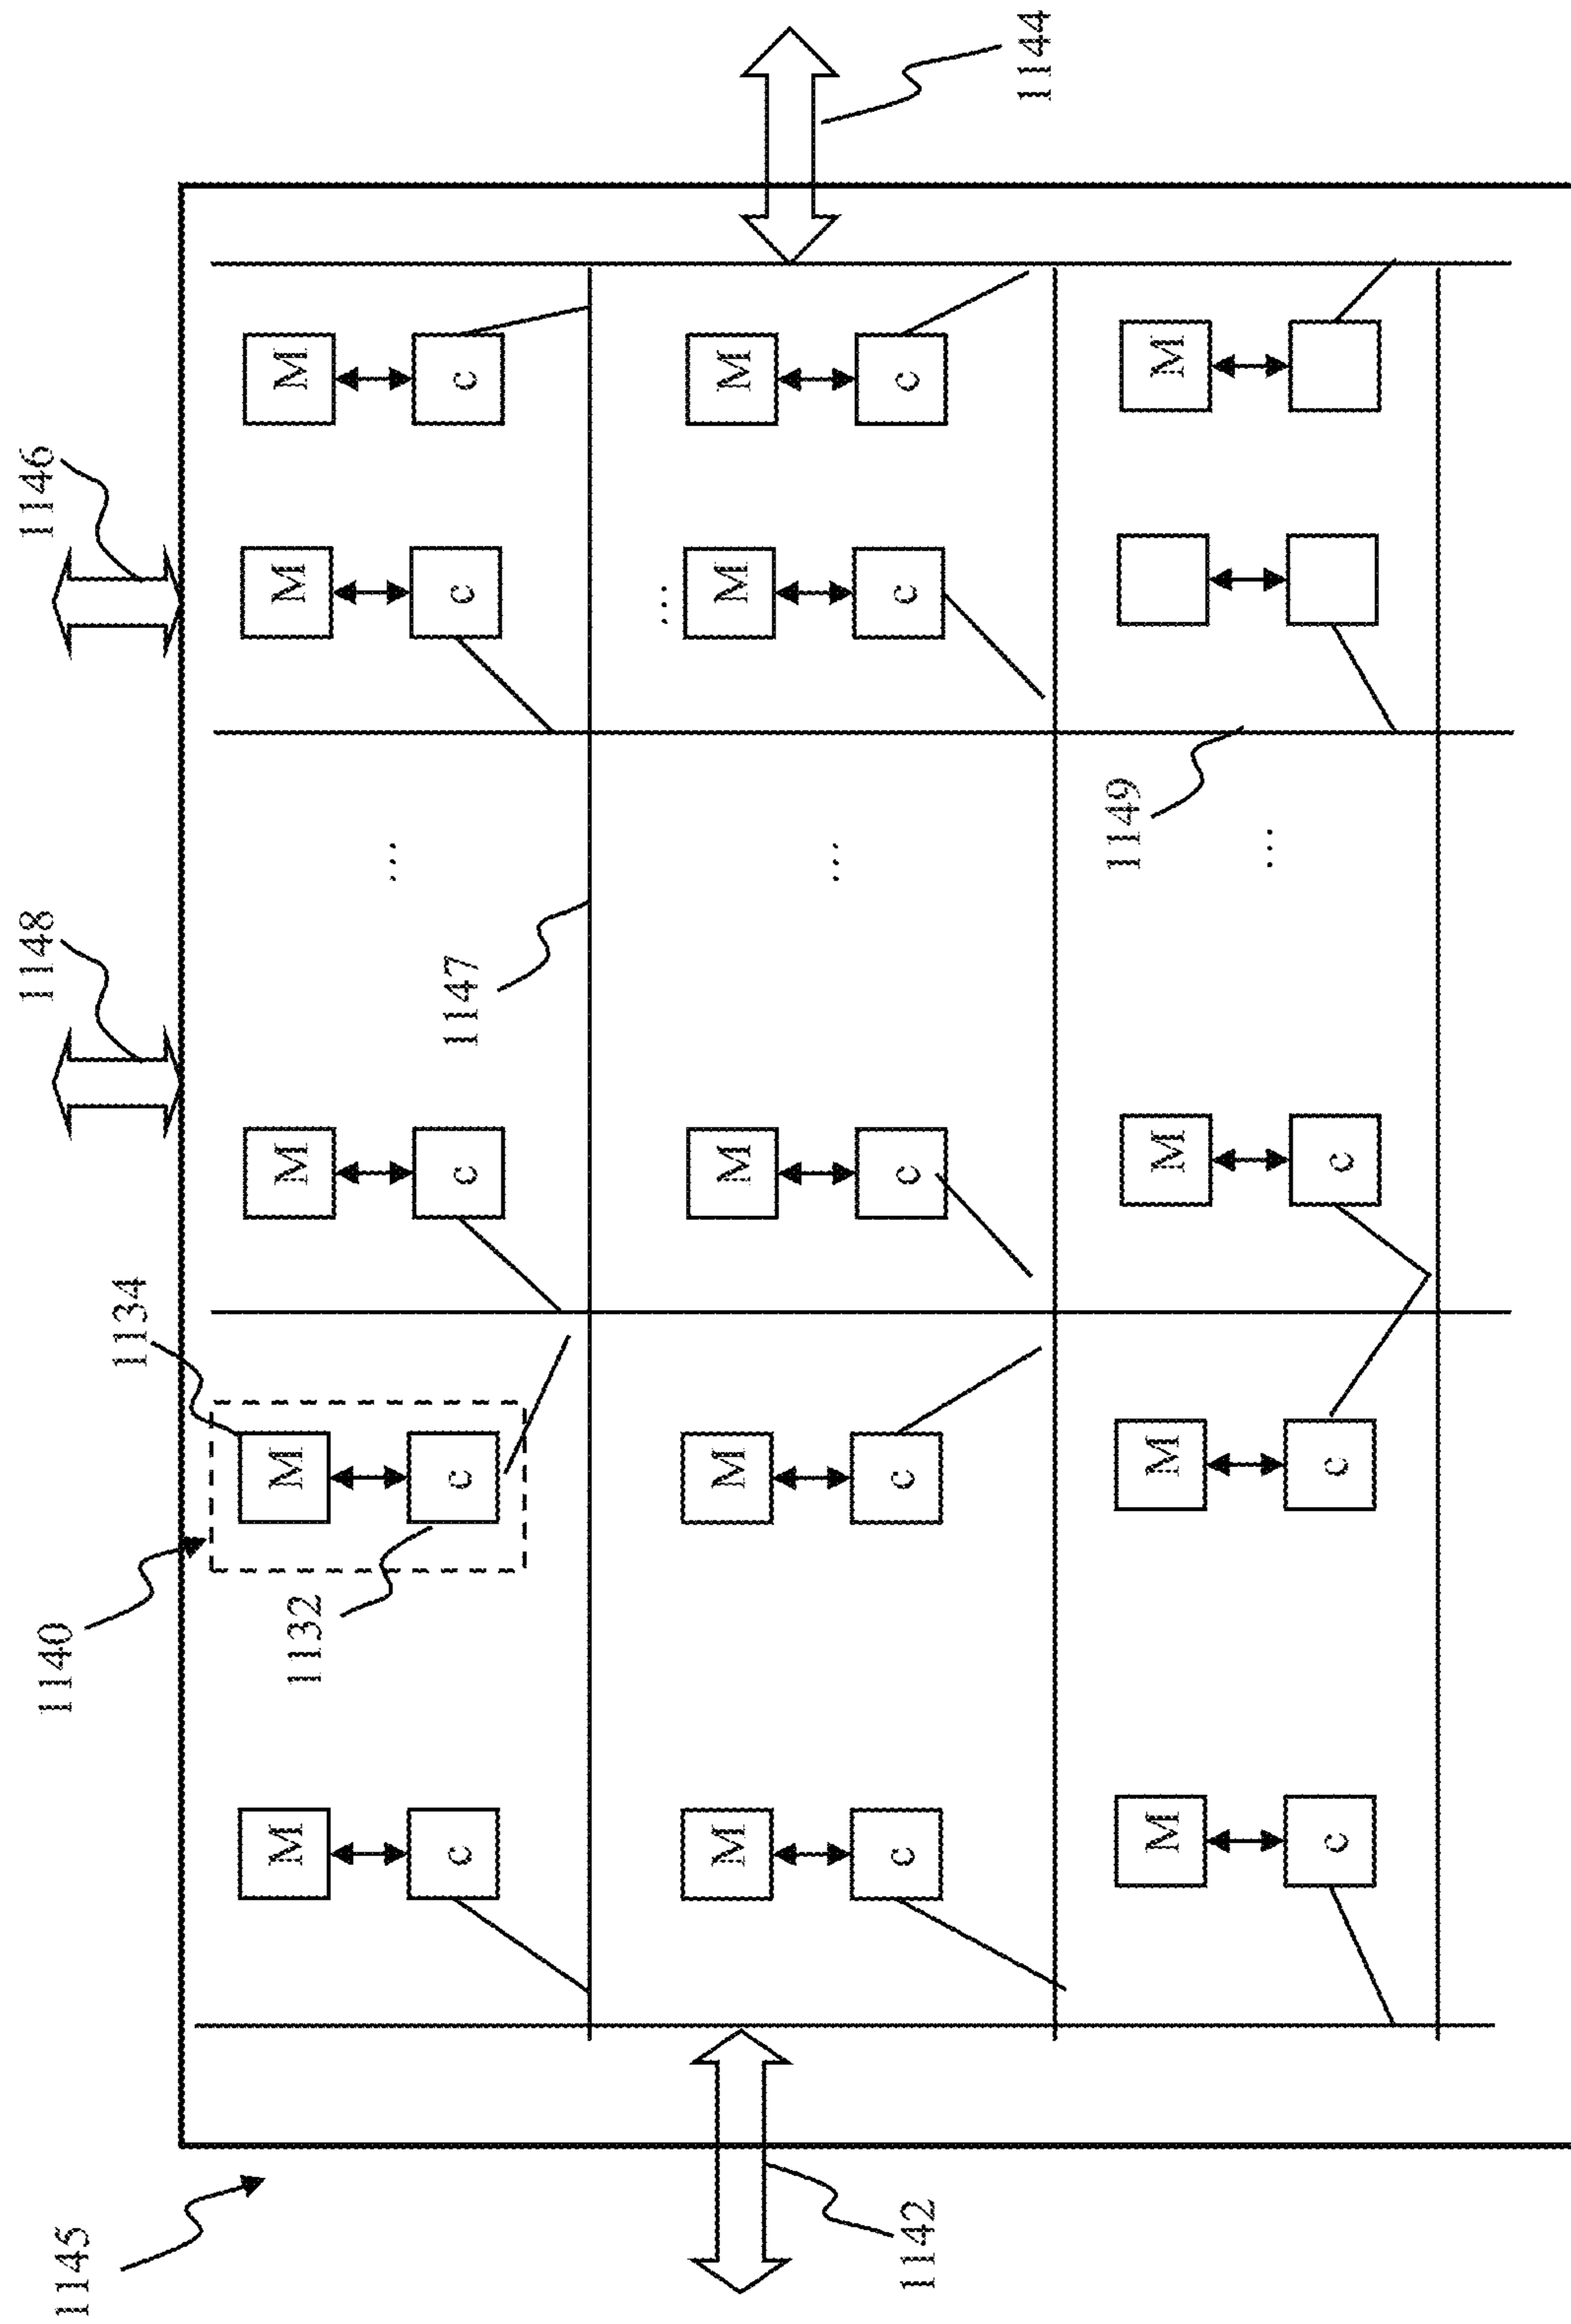 1148
1146
1140
1145
1134
M 1132 M M M M
...
c c 1147 c c c
...
M M M M M
...
1142 c c c c c
1144
1149
M M M M
...
c c c